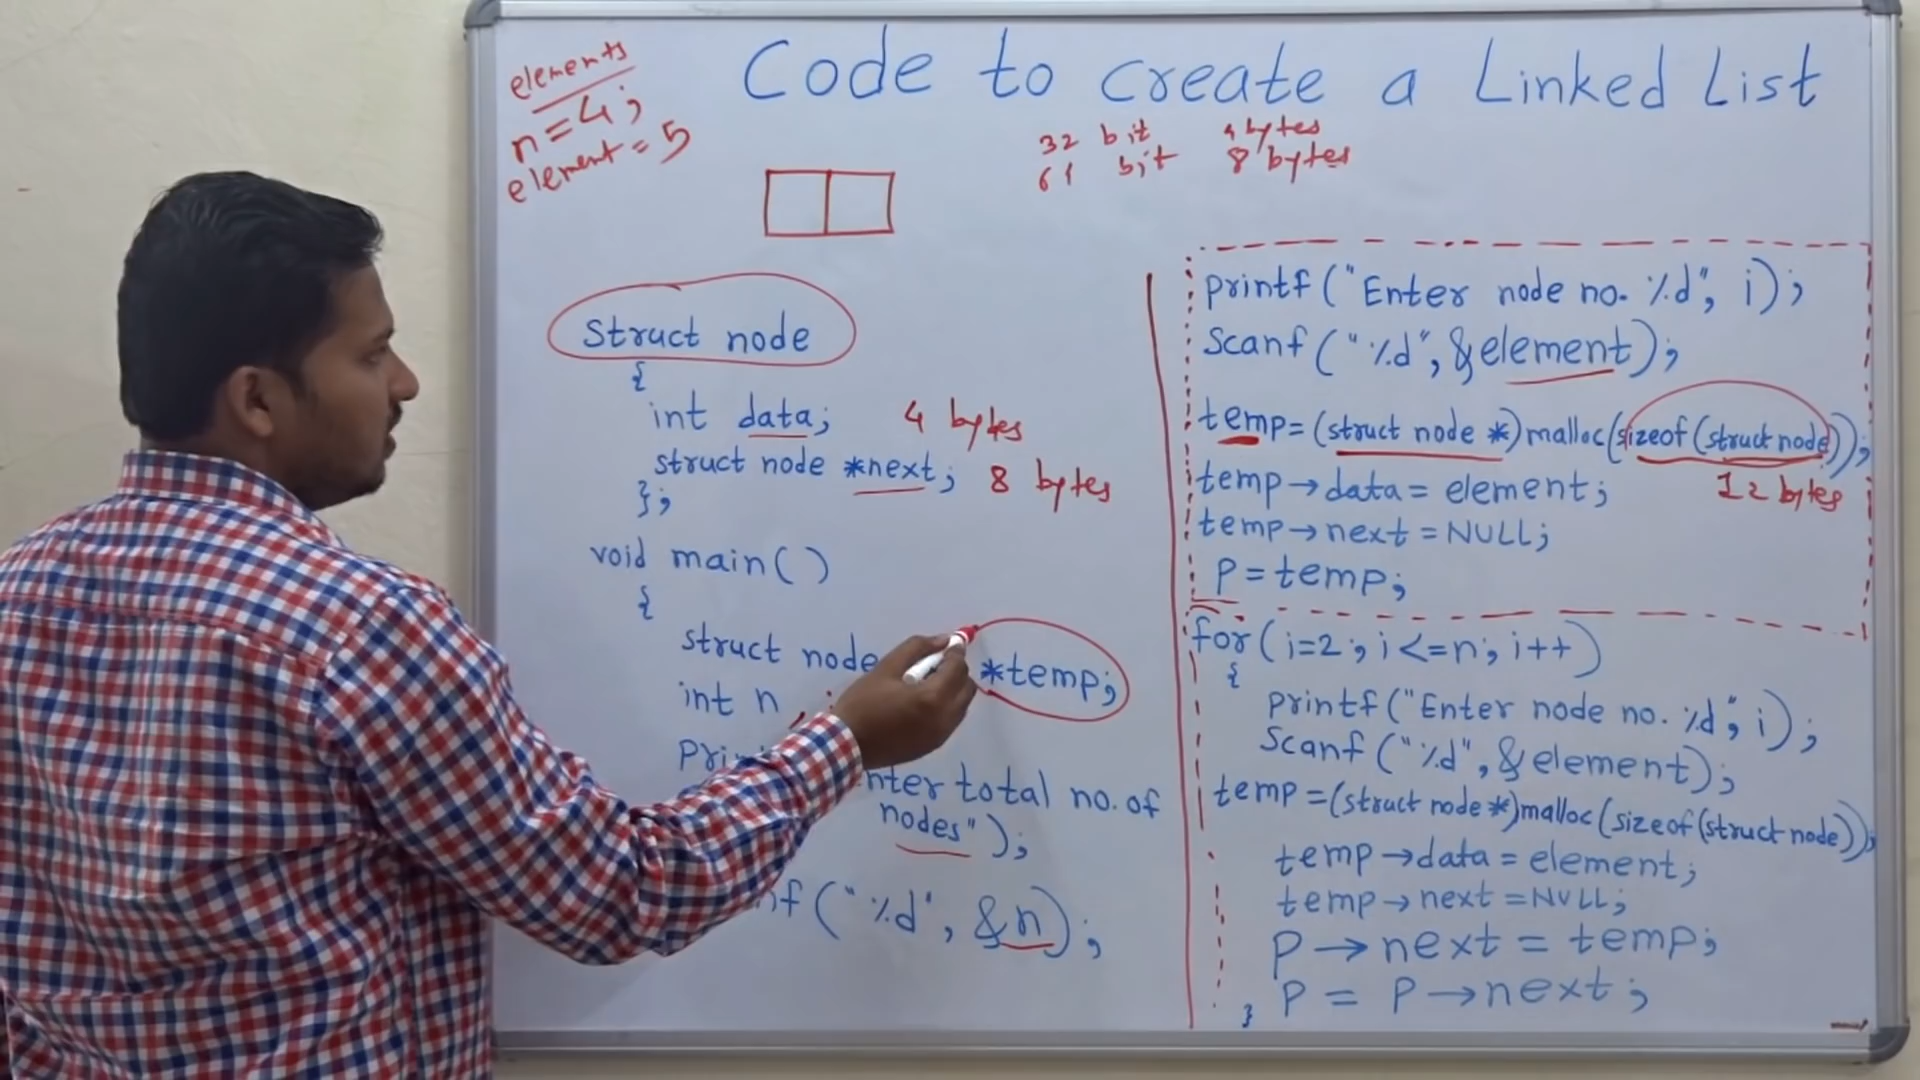 elements
n=4;
element = 5
Code to create a Linked List
32 bit 4 bytes
61 bit 8 bytes
Struct node
{
int data; 4 bytes
struct node *next; 8 bytes
};
void main()
{
struct node *temp;
int n
nter total no. of
nodes");
f("%d", &n);
printf("Enter node no. %d", i);
Scanf("%d", &element);
temp=(struct node *)malloc(sizeof(struct node));
12 bytes
temp→data= element;
temp→next=NULL;
P=temp;
for(i=2; i<=n; i++)
{
printf("Enter node no. %d", i);
Scanf("%d", &element);
temp=(struct node*)malloc(sizeof(struct node));
temp→data=element;
temp→next=NULL;
P→next = temp;
} P = P→next;